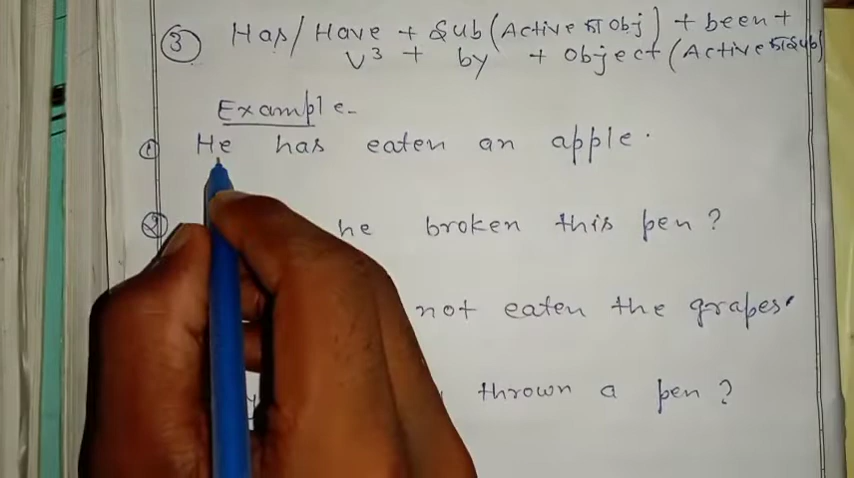 ③ Has/Have + Sub (Active का Obj) + been +
V³ + by + Object (Active का Sub)
Example-
① He has eaten an apple.
② he broken this pen?
not eaten the grapes.
thrown a pen?